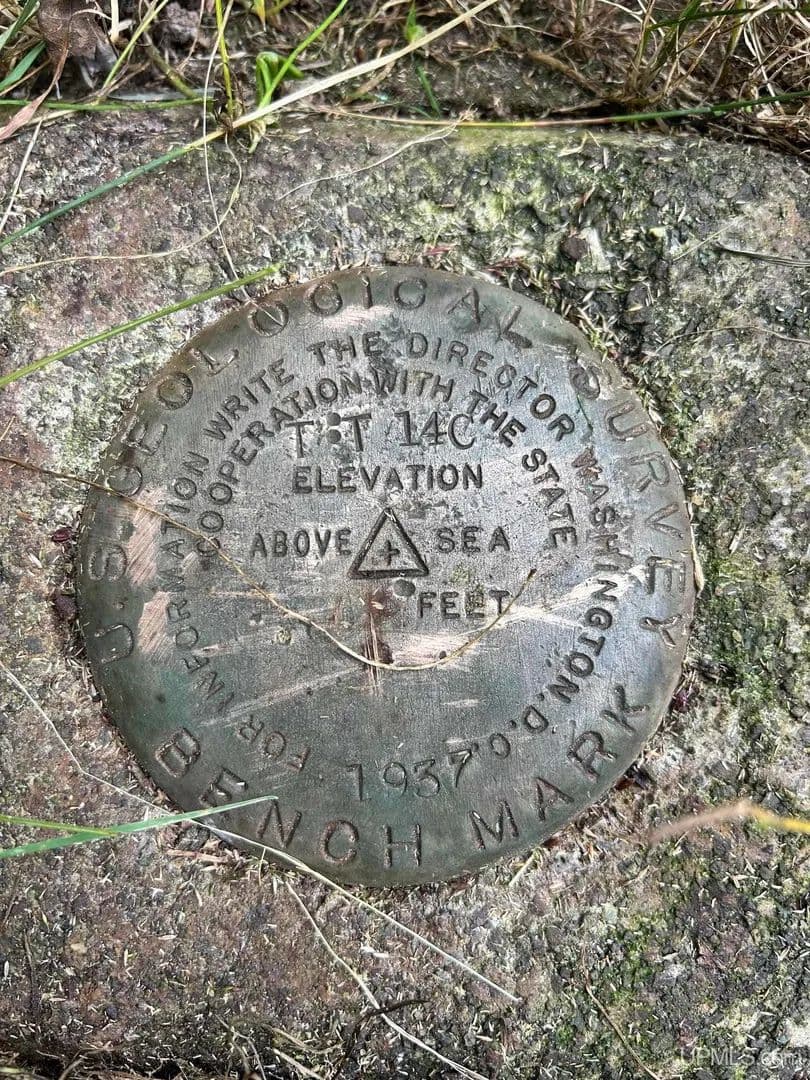 U.S. GEOLOGICAL SURVEY
FOR INFORMATION WRITE THE DIRECTOR WASHINGTON. D.C.
COOPERATION WITH THE STATE
T T 14C
ELEVATION
ABOVE SEA
FEET
1937
BENCH MARK
UPMLS.com